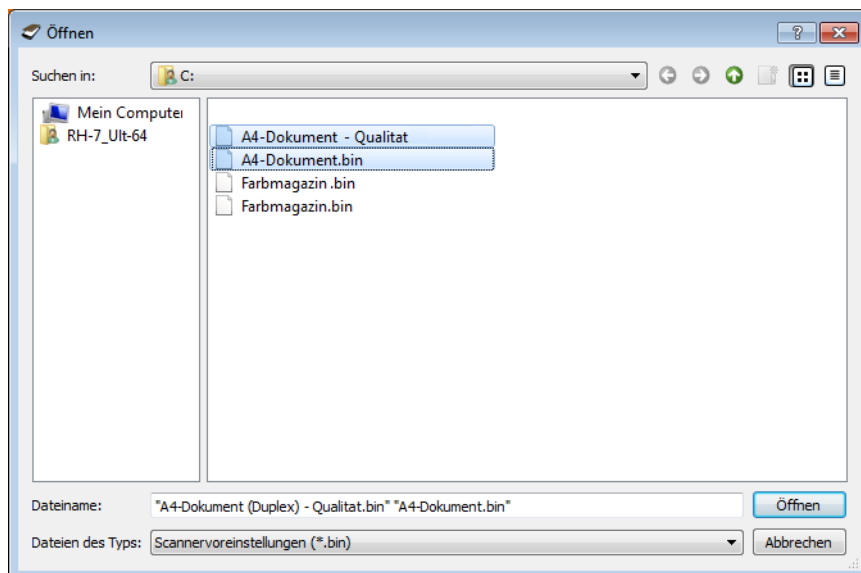 Öffnen
Suchen in: C:
Mein Computer
RH-7_Ult-64
A4-Dokument - Qualitat
A4-Dokument.bin
Farbmagazin .bin
Farbmagazin.bin
Dateiname: "A4-Dokument (Duplex) - Qualitat.bin" "A4-Dokument.bin" Öffnen
Dateien des Typs: Scannervoreinstellungen (*.bin) Abbrechen